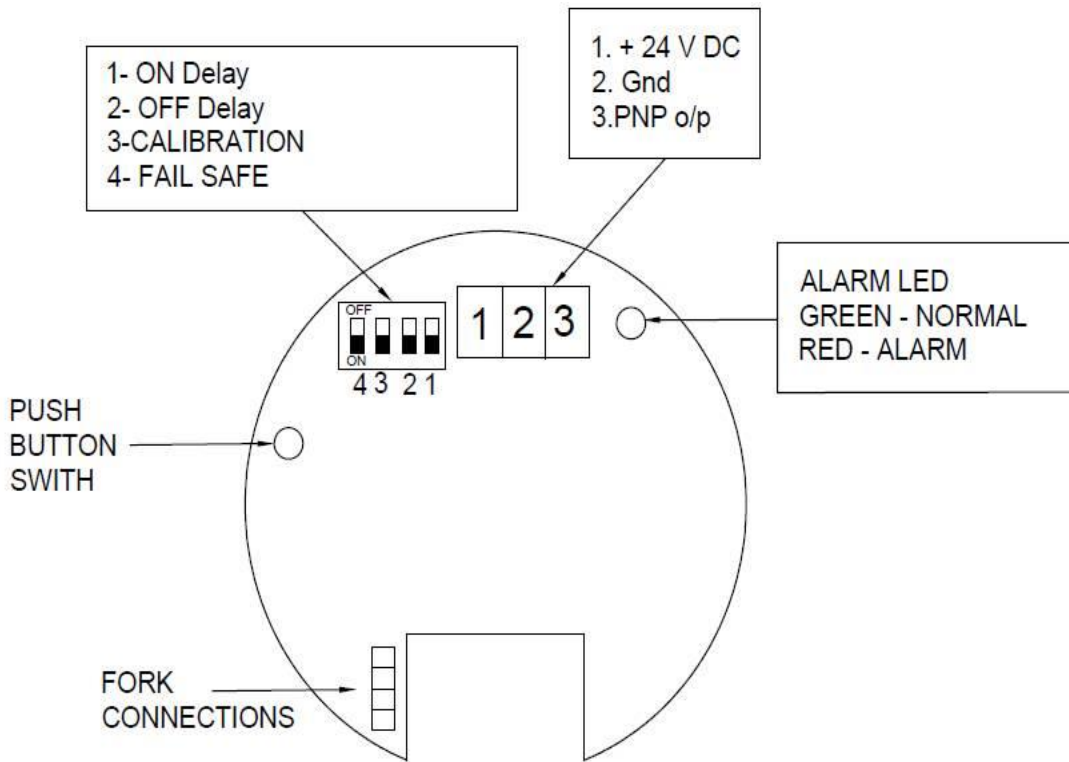 1- ON Delay
2- OFF Delay
3-CALIBRATION
4- FAIL SAFE
1. + 24 V DC
2. Gnd
3.PNP o/p
ALARM LED
GREEN - NORMAL
RED - ALARM
OFF
ON
4 3 2 1
1 2 3
PUSH
BUTTON
SWITH
FORK
CONNECTIONS